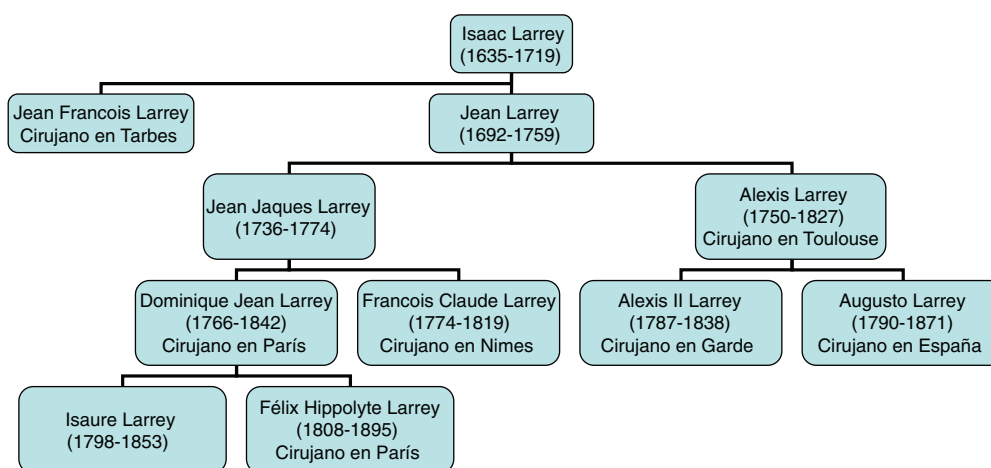 Isaac Larrey
(1635-1719)
Jean Francois Larrey
Cirujano en Tarbes
Jean Larrey
(1692-1759)
Jean Jaques Larrey
(1736-1774)
Alexis Larrey
(1750-1827)
Cirujano en Toulouse
Dominique Jean Larrey
(1766-1842)
Cirujano en París
Francois Claude Larrey
(1774-1819)
Cirujano en Nimes
Alexis II Larrey
(1787-1838)
Cirujano en Garde
Augusto Larrey
(1790-1871)
Cirujano en España
Isaure Larrey
(1798-1853)
Félix Hippolyte Larrey
(1808-1895)
Cirujano en París